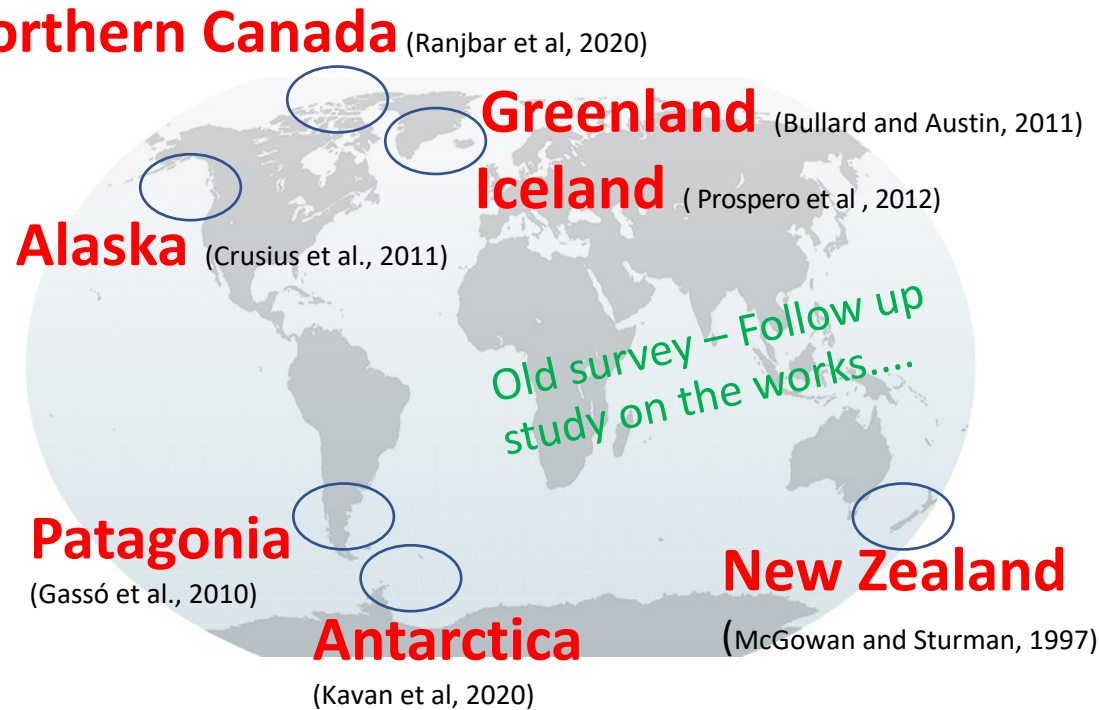 orthern Canada (Ranjbar et al, 2020)
Greenland (Bullard and Austin, 2011)
Iceland ( Prospero et al , 2012)
Alaska (Crusius et al., 2011)
Old survey – Follow up
study on the works....
Patagonia
(Gassó et al., 2010)
New Zealand
(McGowan and Sturman, 1997)
Antarctica
(Kavan et al, 2020)